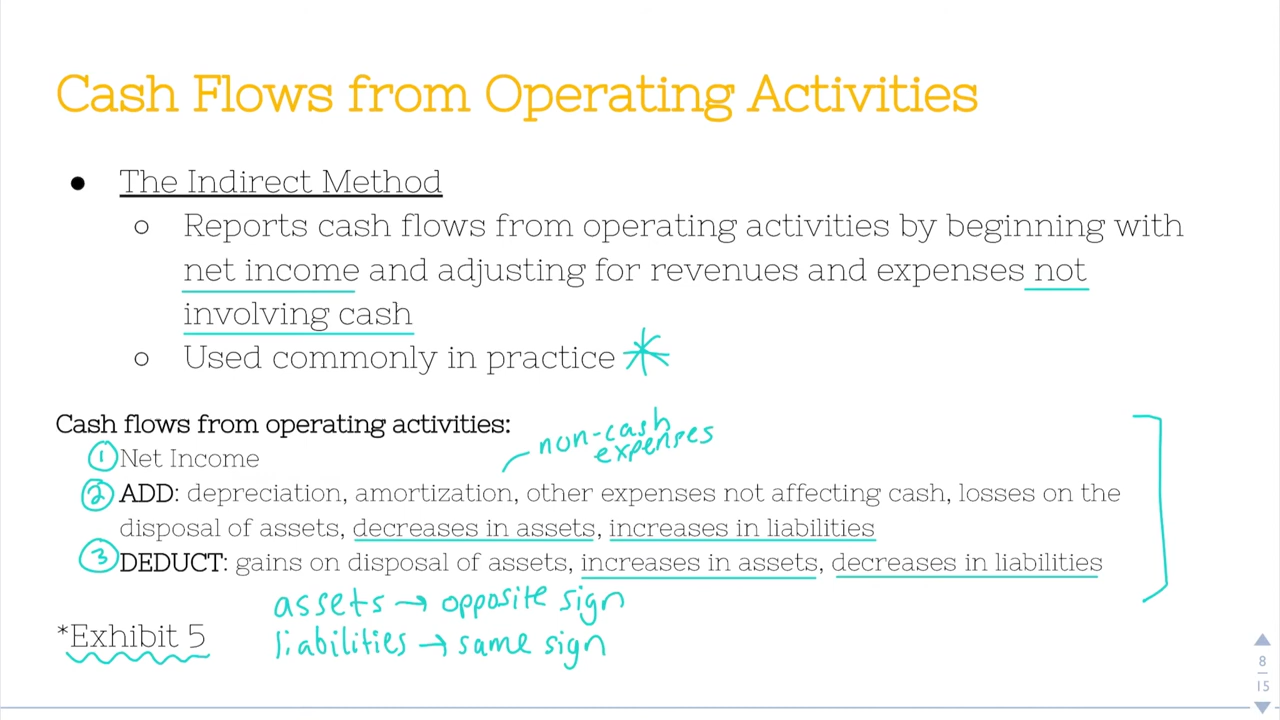 Cash Flows from Operating Activities
● The Indirect Method
○ Reports cash flows from operating activities by beginning with
net income and adjusting for revenues and expenses not
involving cash
○ Used commonly in practice *
Cash flows from operating activities:
non-cash
expenses
1 Net Income
2 ADD: depreciation, amortization, other expenses not affecting cash, losses on the
disposal of assets, decreases in assets, increases in liabilities
3 DEDUCT: gains on disposal of assets, increases in assets, decreases in liabilities
assets → opposite sign
*Exhibit 5
liabilities → same sign
8
15